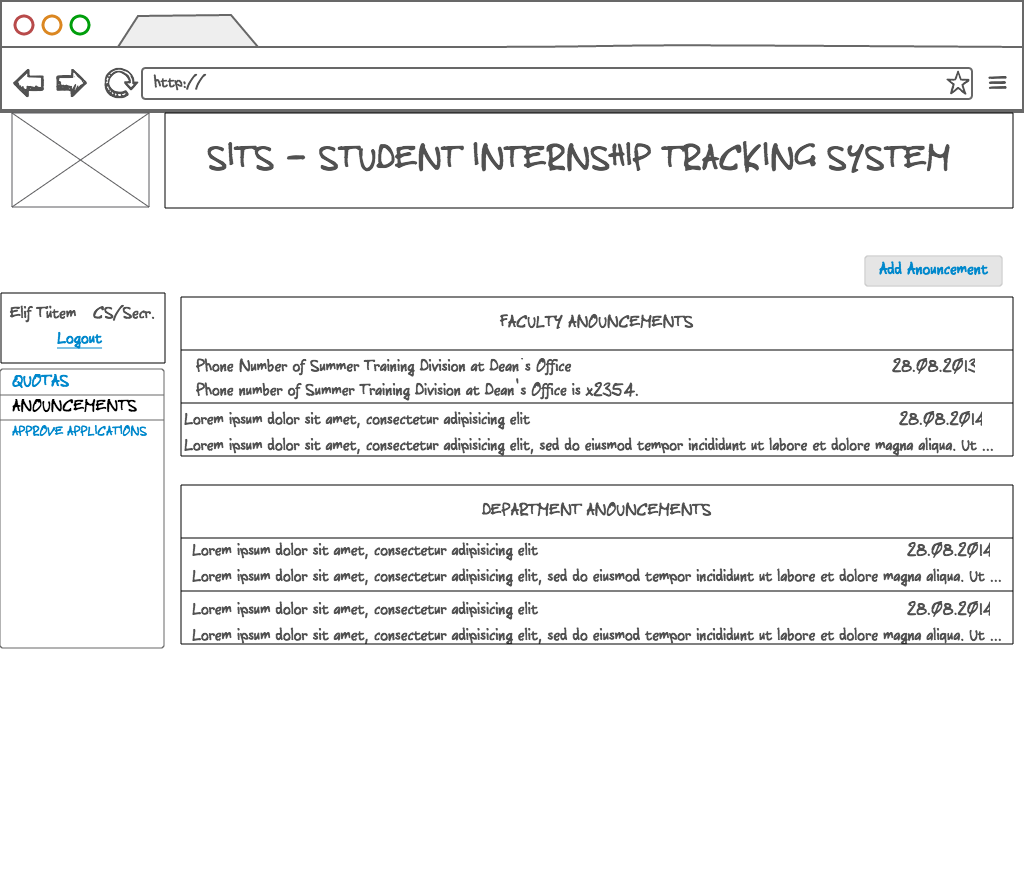 http://
SITS - STUDENT INTERNSHIP TRACKING SYSTEM
Add Anouncement
Elif Tütem CS/Secr.
Logout
QUOTAS
ANOUNCEMENTS
APPROVE APPLICATIONS
FACULTY ANOUNCEMENTS
Phone Number of Summer Training Division at Dean's Office 28.08.2013
Phone number of Summer Training Division at Dean's Office is x2354.
Lorem ipsum dolor sit amet, consectetur adipisicing elit 28.08.2014
Lorem ipsum dolor sit amet, consectetur adipisicing elit, sed do eiusmod tempor incididunt ut labore et dolore magna aliqua. Ut ...
DEPARTMENT ANOUNCEMENTS
Lorem ipsum dolor sit amet, consectetur adipisicing elit 28.08.2014
Lorem ipsum dolor sit amet, consectetur adipisicing elit, sed do eiusmod tempor incididunt ut labore et dolore magna aliqua. Ut ...
Lorem ipsum dolor sit amet, consectetur adipisicing elit 28.08.2014
Lorem ipsum dolor sit amet, consectetur adipisicing elit, sed do eiusmod tempor incididunt ut labore et dolore magna aliqua. Ut ...